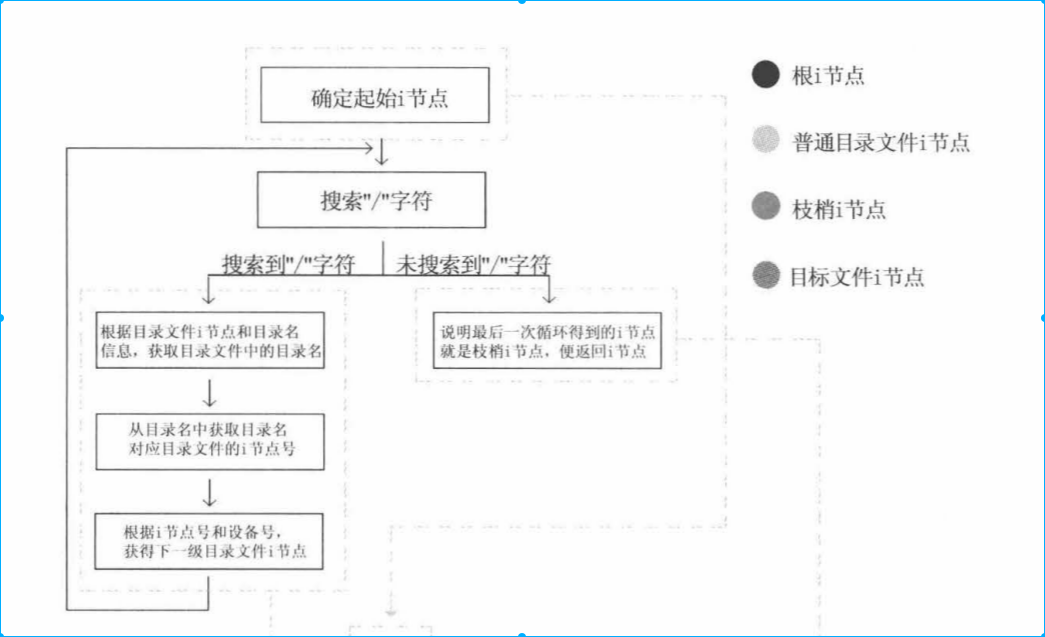 确定起始i节点
搜索"/"字符
搜索到"/"字符
未搜索到"/"字符
根据目录文件i节点和目录名
信息，获取目录文件中的目录名
说明最后一次循环得到的i节点
就是枝梢i节点，便返回i节点
从目录名中获取目录名
对应目录文件的i节点号
根据i节点号和设备号，
获得下一级目录文件i节点
根i节点
普通目录文件i节点
枝梢i节点
目标文件i节点